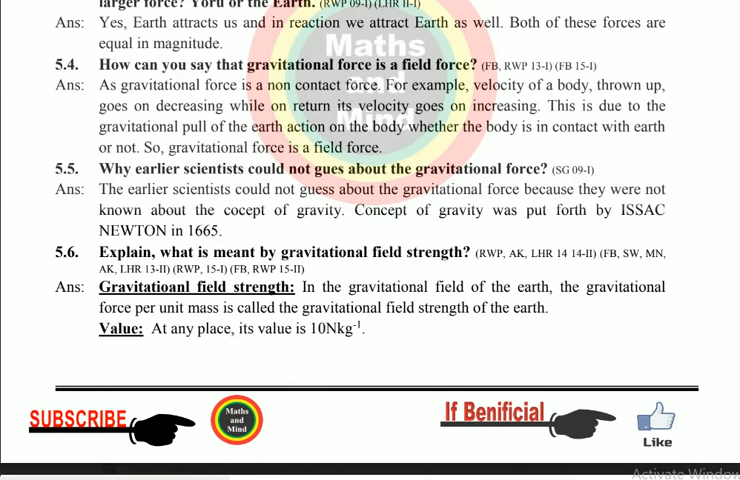 larger force? Yoru or the Earth. (RWP 09-I) (LHR II-I)
Ans: Yes, Earth attracts us and in reaction we attract Earth as well. Both of these forces are
equal in magnitude.
5.4. How can you say that gravitational force is a field force? (FB, RWP 13-I) (FB 15-I)
Ans: As gravitational force is a non contact force. For example, velocity of a body, thrown up,
goes on decreasing while on return its velocity goes on increasing. This is due to the
gravitational pull of the earth action on the body whether the body is in contact with earth
or not. So, gravitational force is a field force.
5.5. Why earlier scientists could not gues about the gravitational force? (SG 09-I)
Ans: The earlier scientists could not guess about the gravitational force because they were not
known about the cocept of gravity. Concept of gravity was put forth by ISSAC
NEWTON in 1665.
5.6. Explain, what is meant by gravitational field strength? (RWP, AK, LHR 14 14-II) (FB, SW, MN,
AK, LHR 13-II) (RWP, 15-I) (FB, RWP 15-II)
Ans: Gravitatioanl field strength: In the gravitational field of the earth, the gravitational
force per unit mass is called the gravitational field strength of the earth.
Value: At any place, its value is 10Nkg⁻¹.
Maths
and
Mind
SUBSCRIBE
Maths
and
Mind
If Benificial
Like
Activate Window